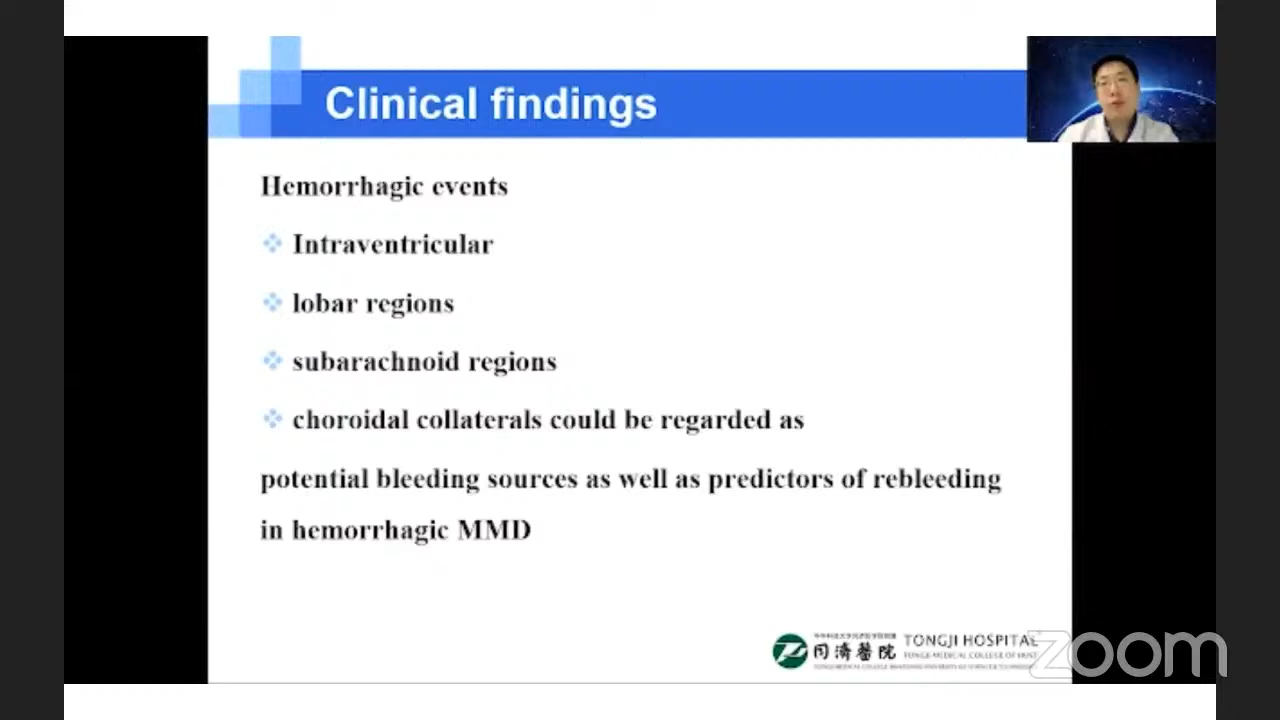 Clinical findings
Hemorrhagic events
Intraventricular
lobar regions
subarachnoid regions
choroidal collaterals could be regarded as
potential bleeding sources as well as predictors of rebleeding
in hemorrhagic MMD
同濟醫院
TONGJI HOSPITAL
zoom